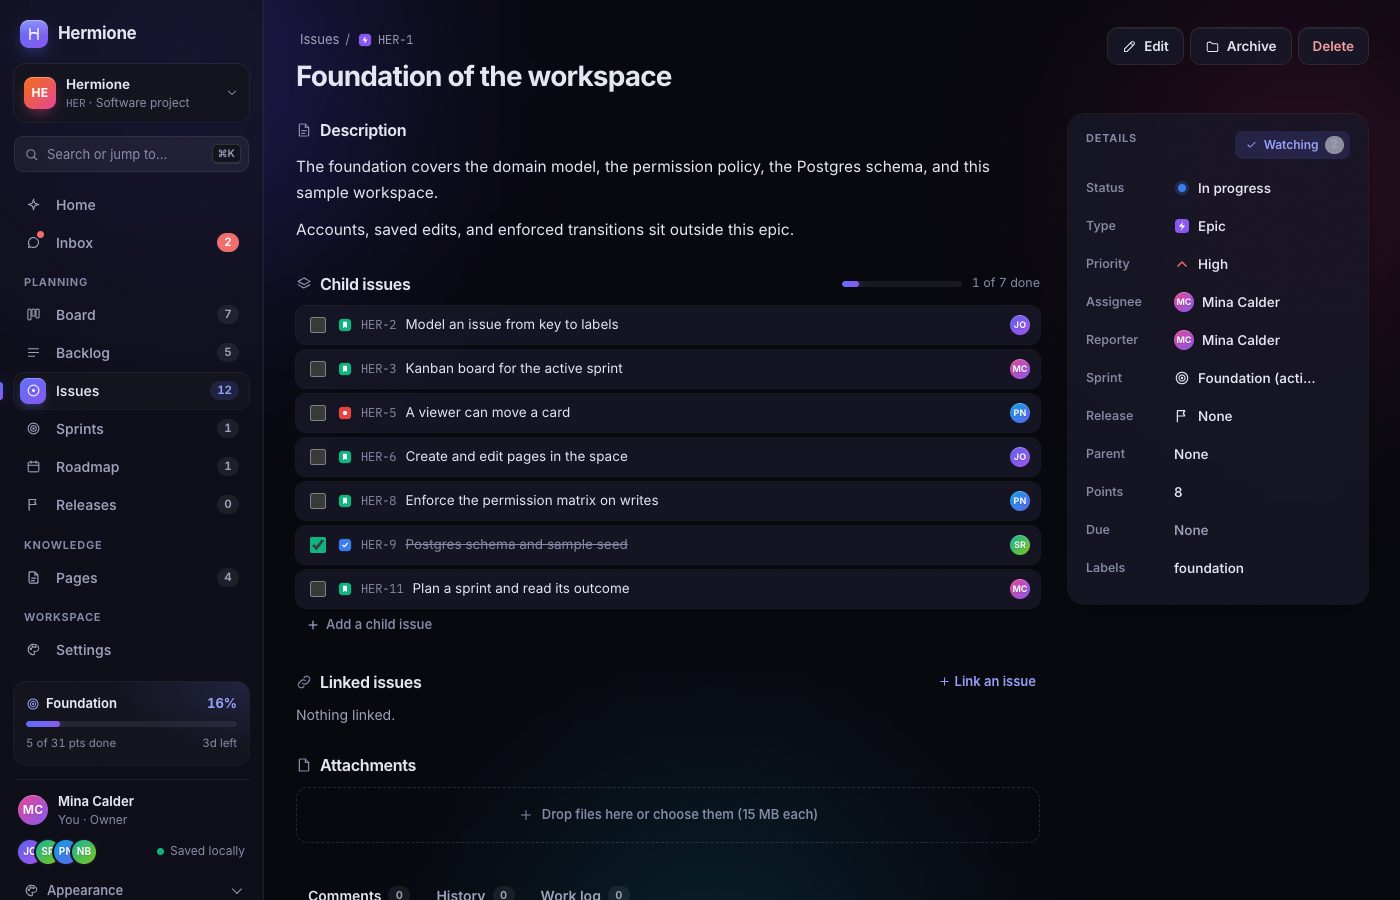 Hermione
HE
Hermione
HER · Software project
Search or jump to...
⌘K
Home
Inbox
2
PLANNING
Board
7
Backlog
5
Issues
12
Sprints
1
Roadmap
1
Releases
0
KNOWLEDGE
Pages
4
WORKSPACE
Settings
Foundation
16%
5 of 31 pts done
3d left
MC
Mina Calder
You · Owner
NB
Saved locally
Appearance
Issues / HER-1
Edit
Archive
Delete
Foundation of the workspace
Description
The foundation covers the domain model, the permission policy, the Postgres schema, and this
sample workspace.
Accounts, saved edits, and enforced transitions sit outside this epic.
Child issues
1 of 7 done
HER-2 Model an issue from key to labels
JO
HER-3 Kanban board for the active sprint
MC
HER-5 A viewer can move a card
PN
HER-6 Create and edit pages in the space
JO
HER-8 Enforce the permission matrix on writes
PN
HER-9 Postgres schema and sample seed
SR
HER-11 Plan a sprint and read its outcome
MC
+ Add a child issue
Linked issues
+ Link an issue
Nothing linked.
Attachments
+ Drop files here or choose them (15 MB each)
Comments 0
History 0
Work log 0
DETAILS
Watching 2
Status
In progress
Type
Epic
Priority
High
Assignee
MC Mina Calder
Reporter
MC Mina Calder
Sprint
Foundation (acti...
Release
None
Parent
None
Points
8
Due
None
Labels
foundation